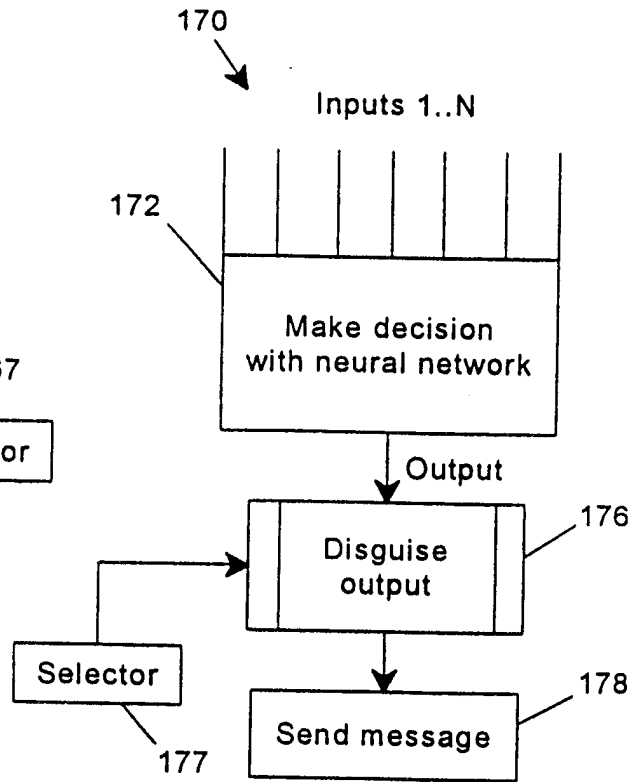 170
Inputs 1..N
172
Make decision
with neural network
Output
176
Disguise
output
Selector
177
178
Send message